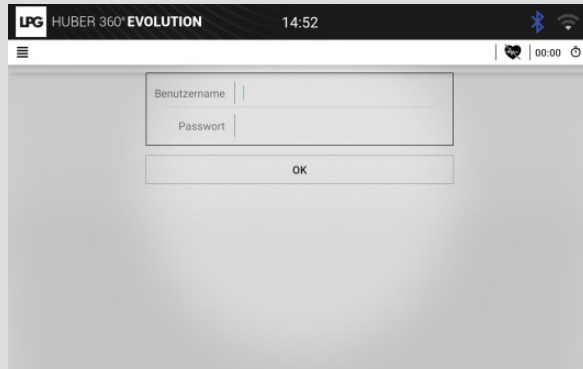 LPG HUBER 360° EVOLUTION 14:52
00:00
Benutzername
Passwort
OK